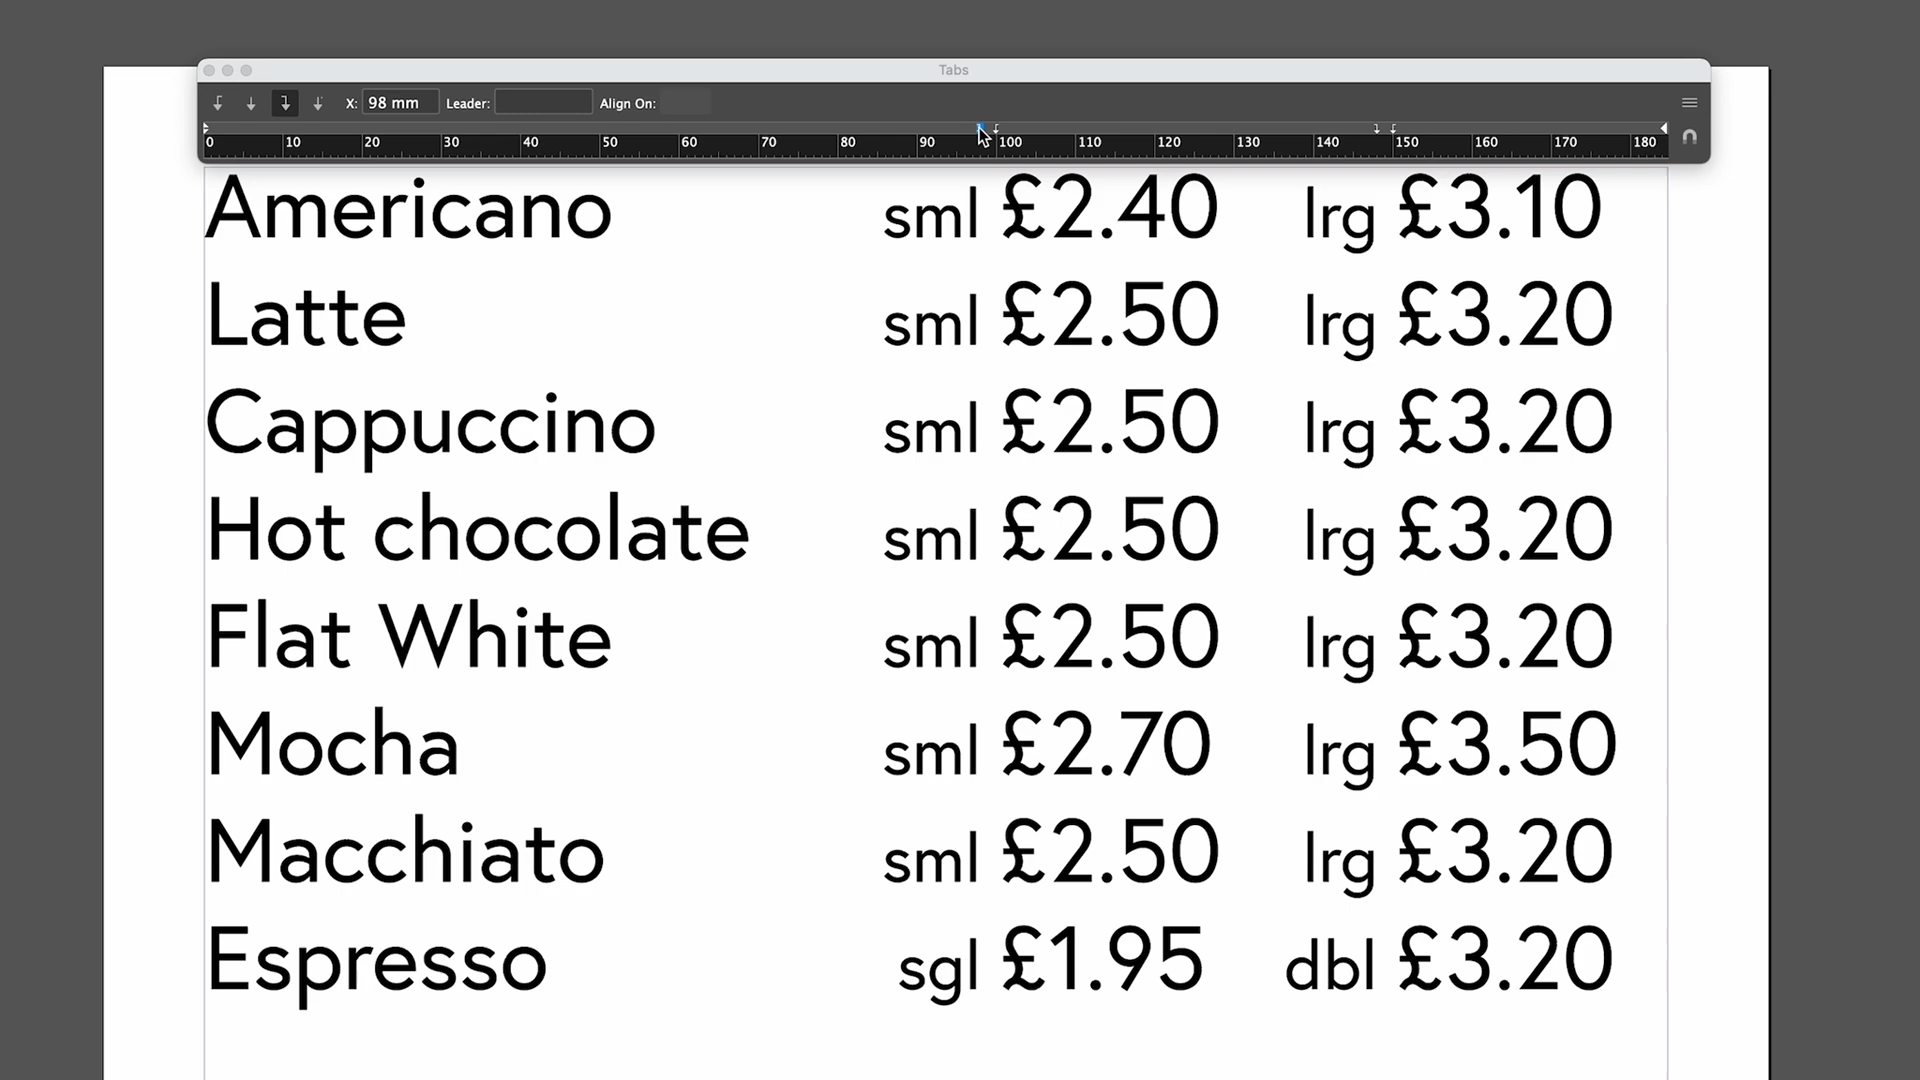 Tabs
X: 98 mm Leader: Align On:
0 10 20 30 40 50 60 70 80 90 100 110 120 130 140 150 160 170 180
Americano sml £2.40 lrg £3.10
Latte sml £2.50 lrg £3.20
Cappuccino sml £2.50 lrg £3.20
Hot chocolate sml £2.50 lrg £3.20
Flat White sml £2.50 lrg £3.20
Mocha sml £2.70 lrg £3.50
Macchiato sml £2.50 lrg £3.20
Espresso sgl £1.95 dbl £3.20